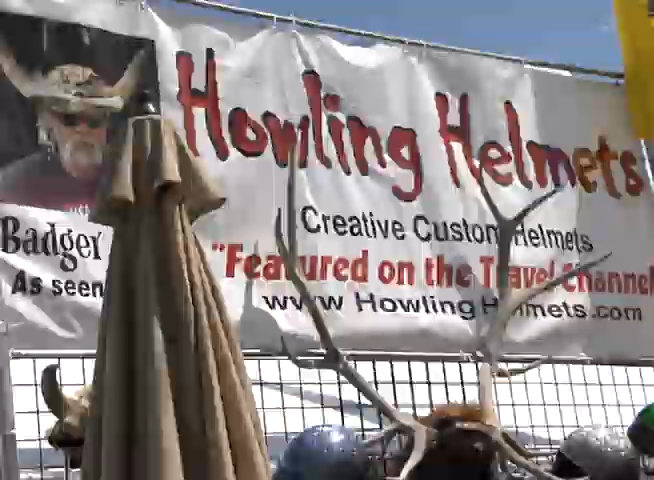 Howling Helmets
Creative Custom Helmets
"Featured on the Travel Channel
www.HowlingHelmets.com
Badger
As seen